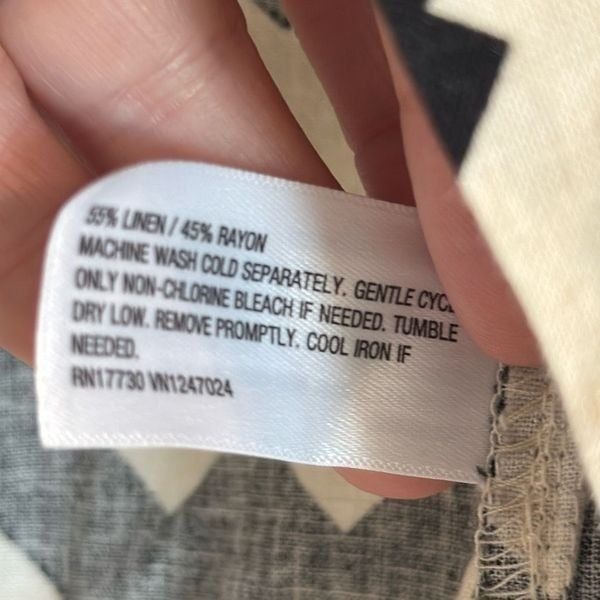 55% LINEN / 45% RAYON
MACHINE WASH COLD SEPARATELY. GENTLE CYC
ONLY NON-CHLORINE BLEACH IF NEEDED. TUMBLE
DRY LOW. REMOVE PROMPTLY. COOL IRON IF
NEEDED.
RN17730 VN1247024